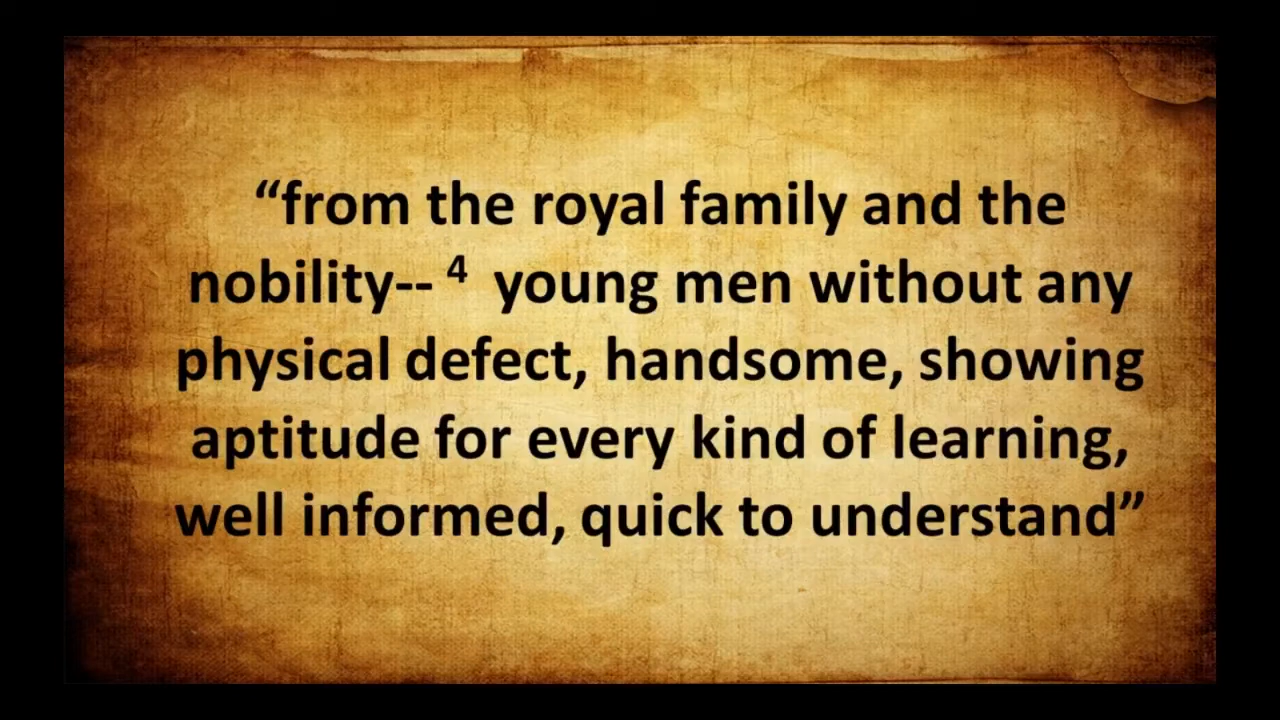 “from the royal family and the
nobility-- ⁴ young men without any
physical defect, handsome, showing
aptitude for every kind of learning,
well informed, quick to understand”